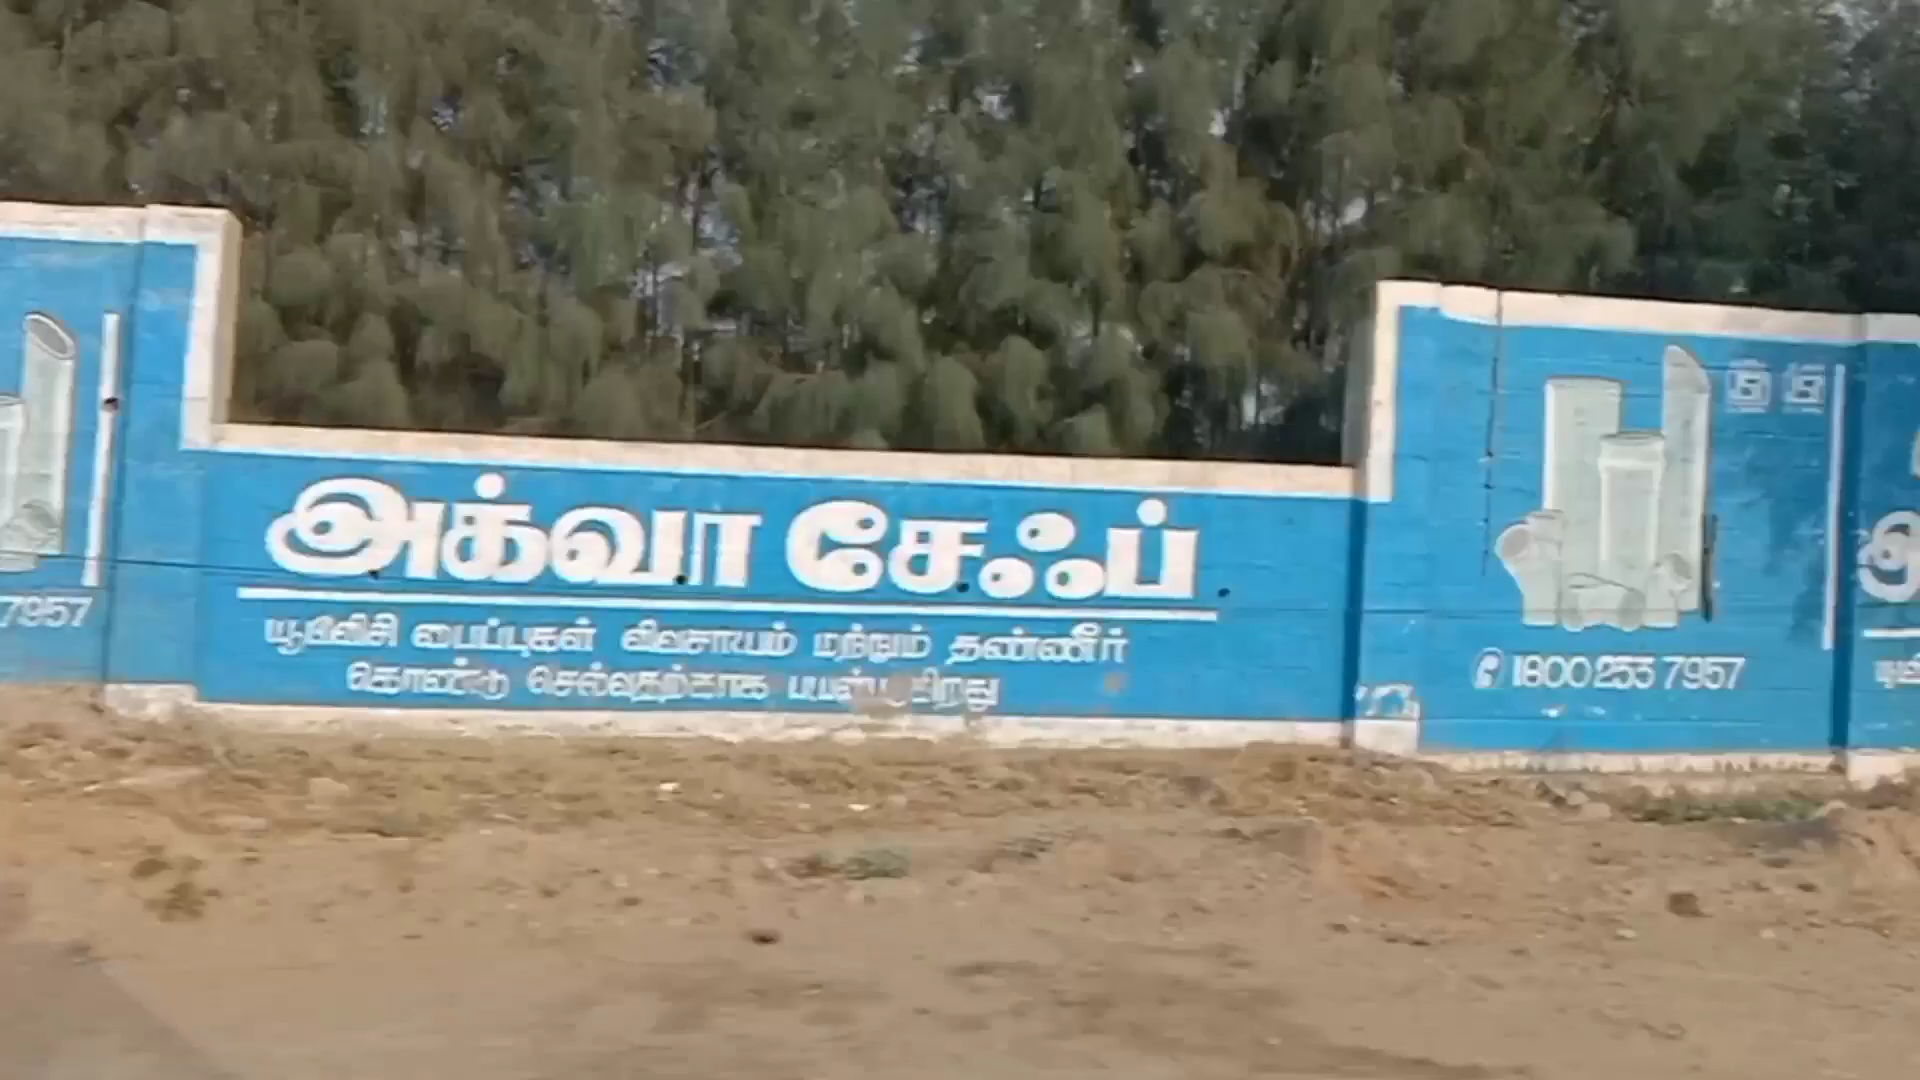 7957
அக்வா சேஃப்
யூபிவிசி பைப்புகள் விவசாயம் மற்றும் தண்ணீர்
கொண்டு செல்வதற்காக பயன்படுகிறது
1800 255 7957